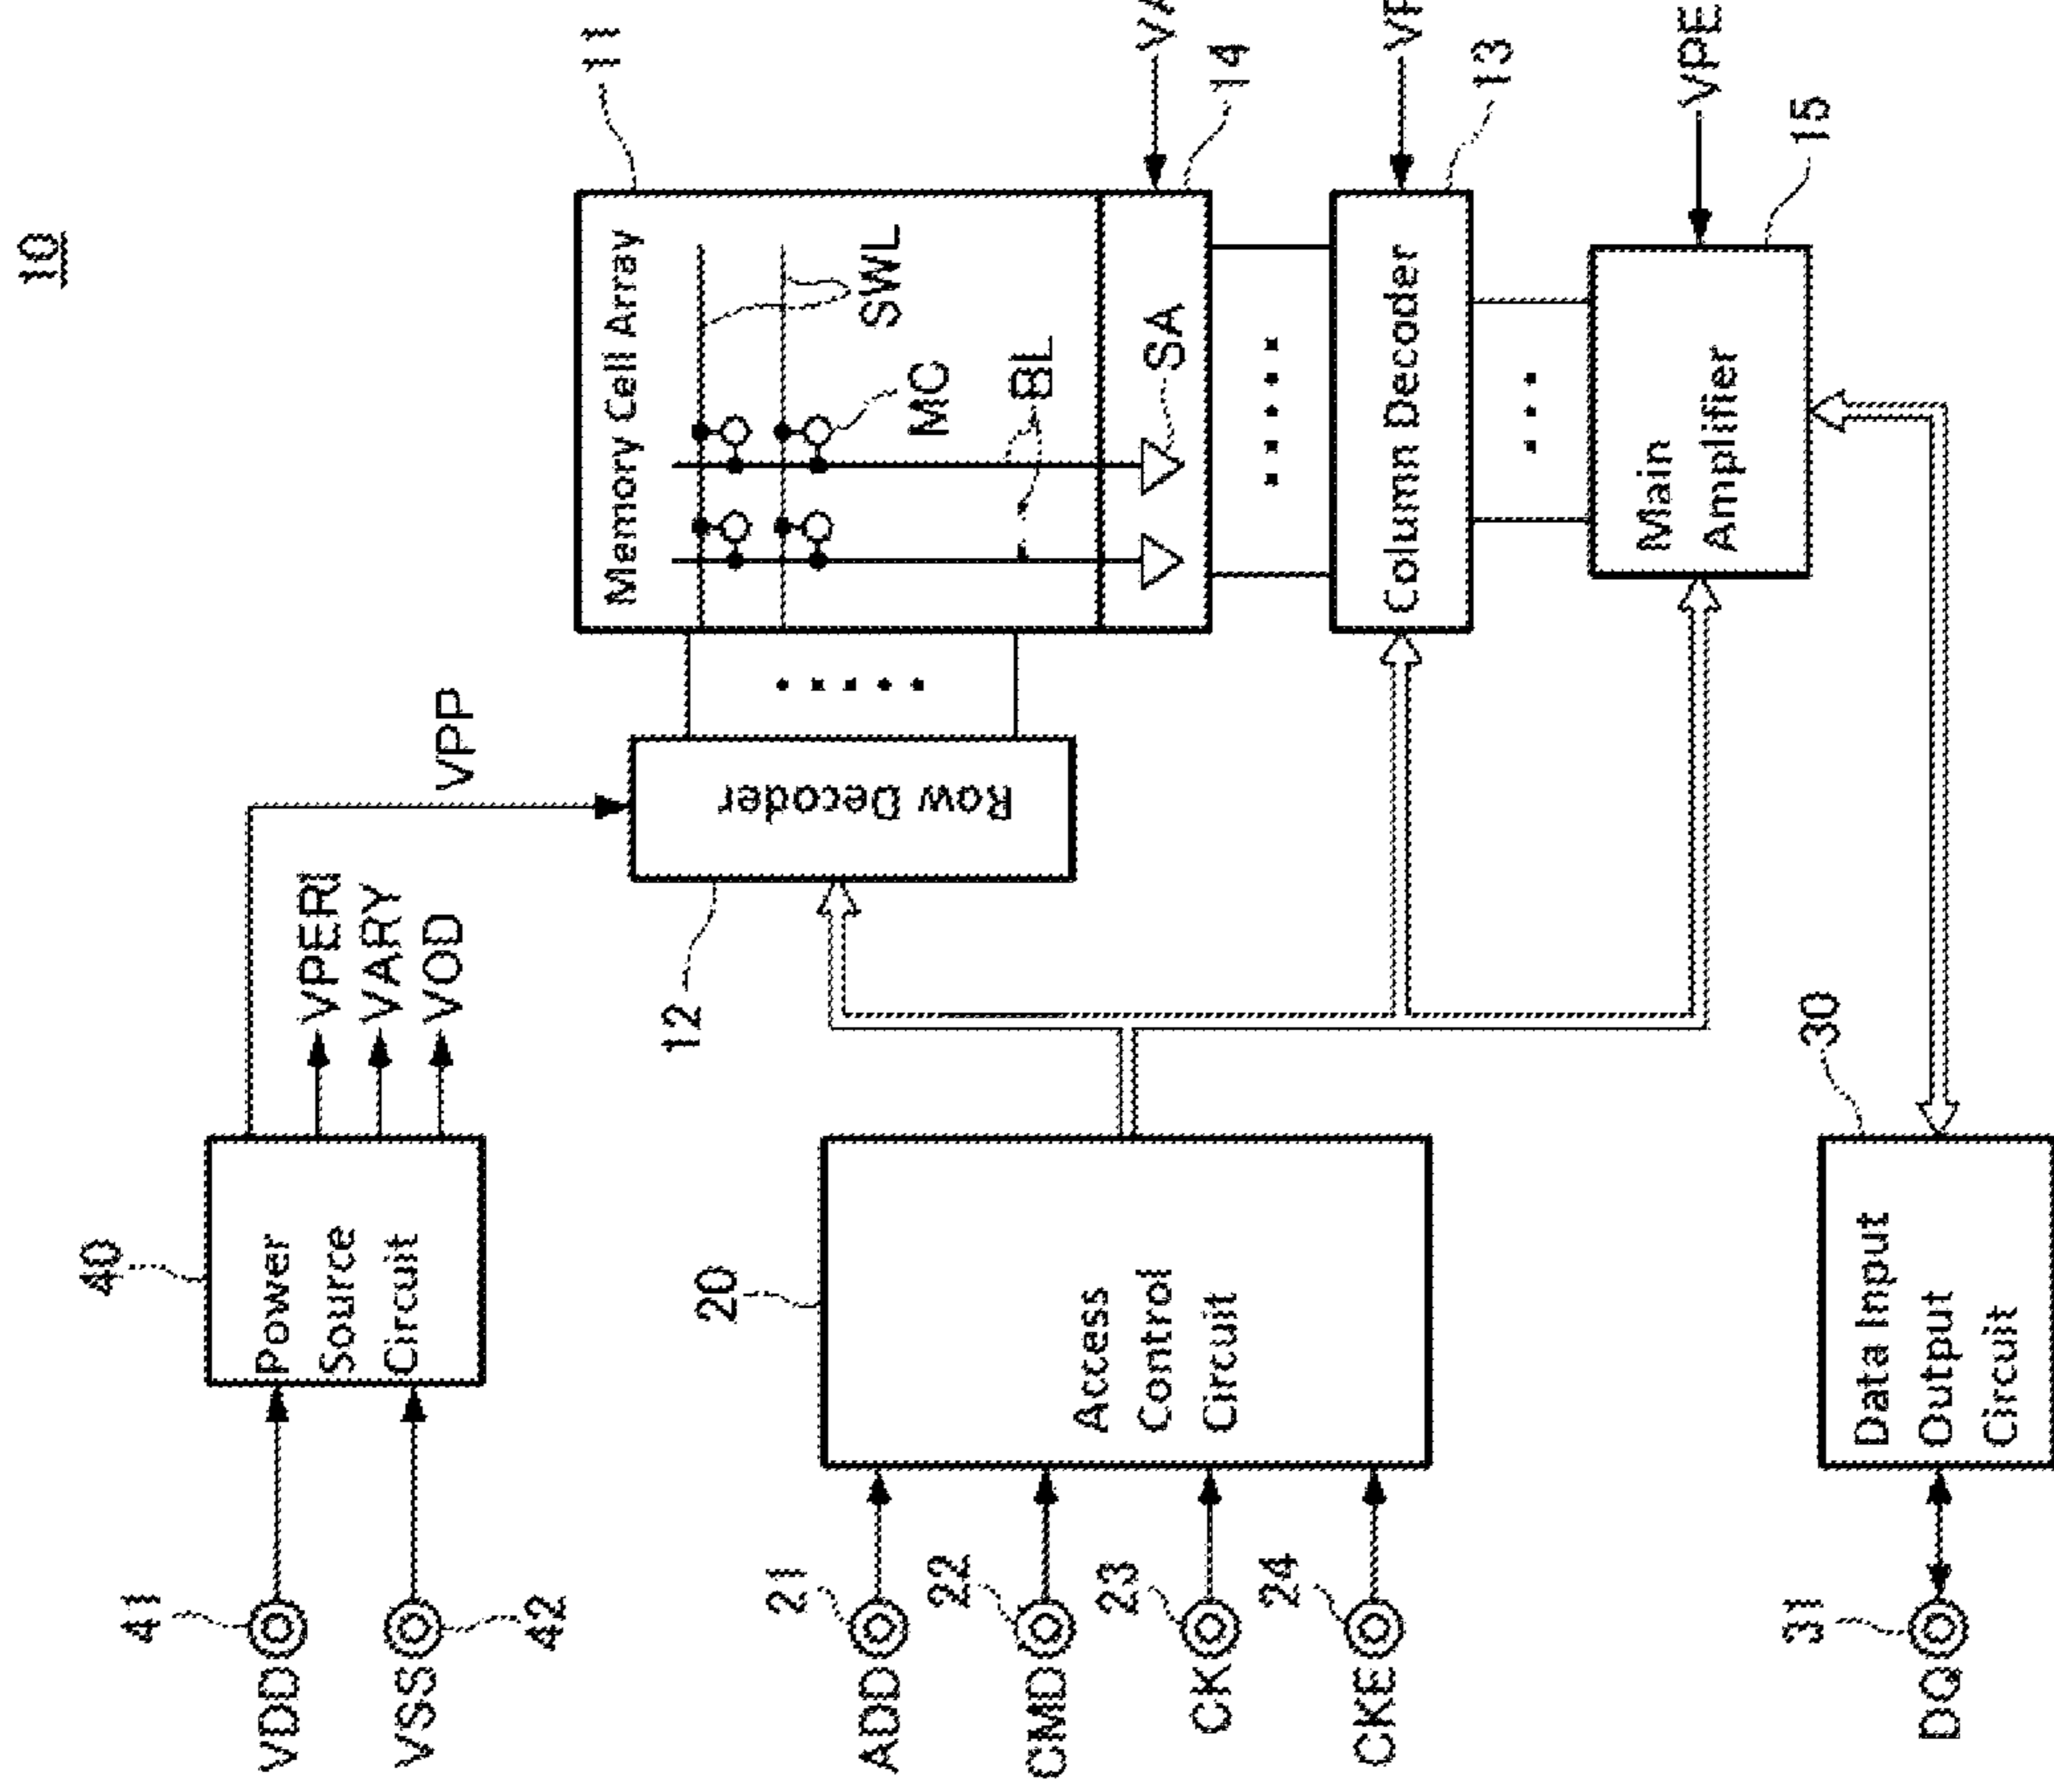 10
VDD
41
VSS
42
40
Power
Source
Circuit
VPERI
VARY
VOD
VPP
12
Row Decoder
11
Memory Cell Array
SWL
MC
BL
SA
14
Column Decoder
13
Main
Amplifier
15
ADD
21
CMD
22
CK
23
CKE
24
20
Access
Control
Circuit
30
Data Input
Output
Circuit
DQ
31